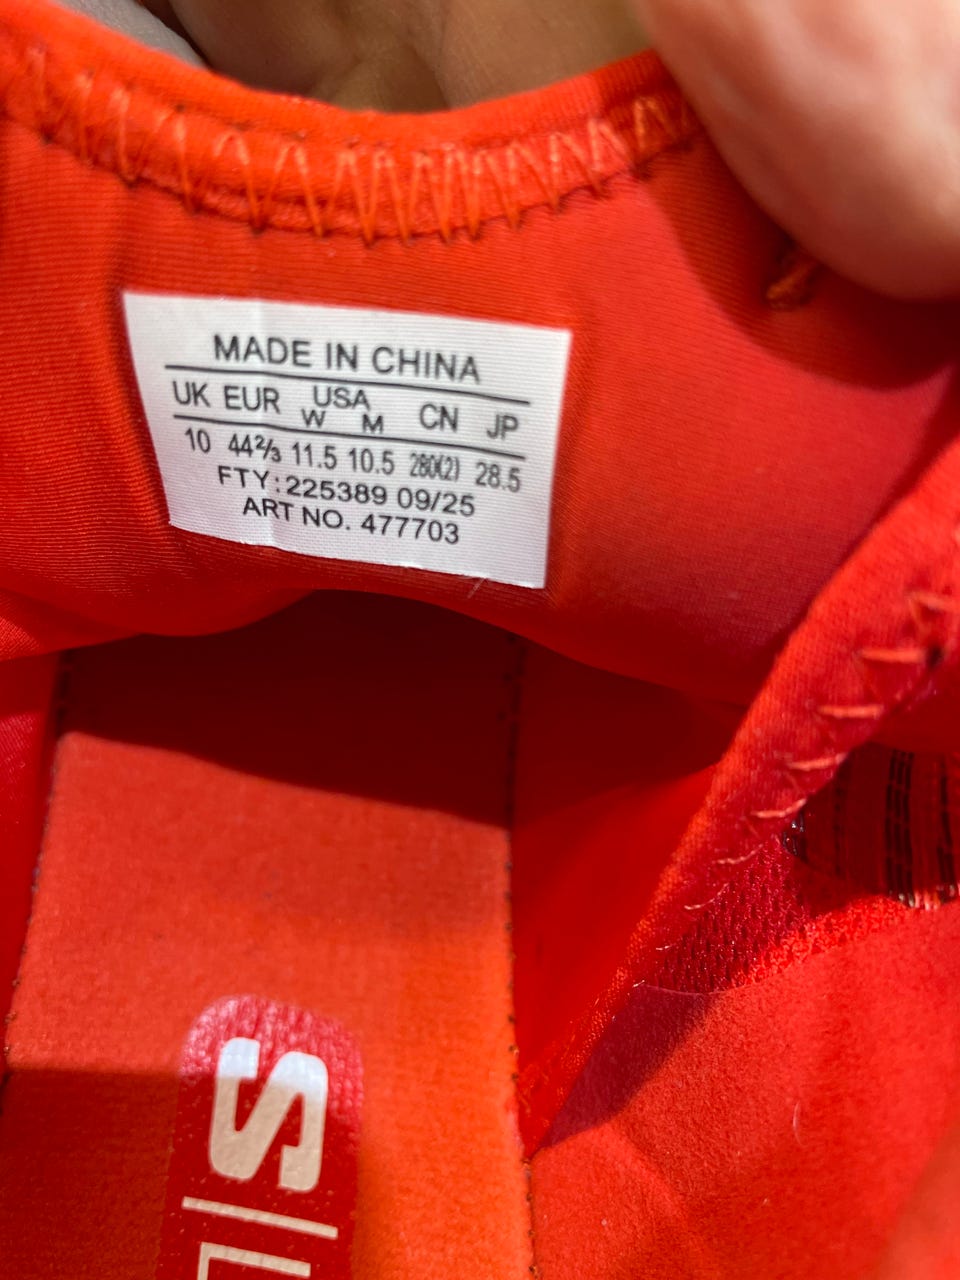 MADE IN CHINA
UK EUR USA CN JP
W M
10 44⅔ 11.5 10.5 280(2) 28.5
FTY:225389 09/25
ART NO. 477703
S